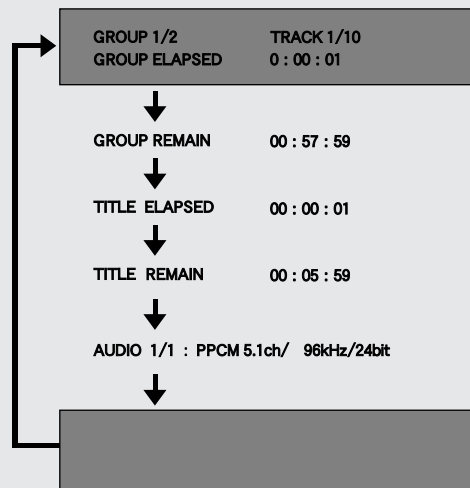 GROUP 1/2 TRACK 1/10
GROUP ELAPSED 0 : 00 : 01
GROUP REMAIN 00 : 57 : 59
TITLE ELAPSED 00 : 00 : 01
TITLE REMAIN 00 : 05 : 59
AUDIO 1/1 : PPCM 5.1ch/ 96kHz/24bit